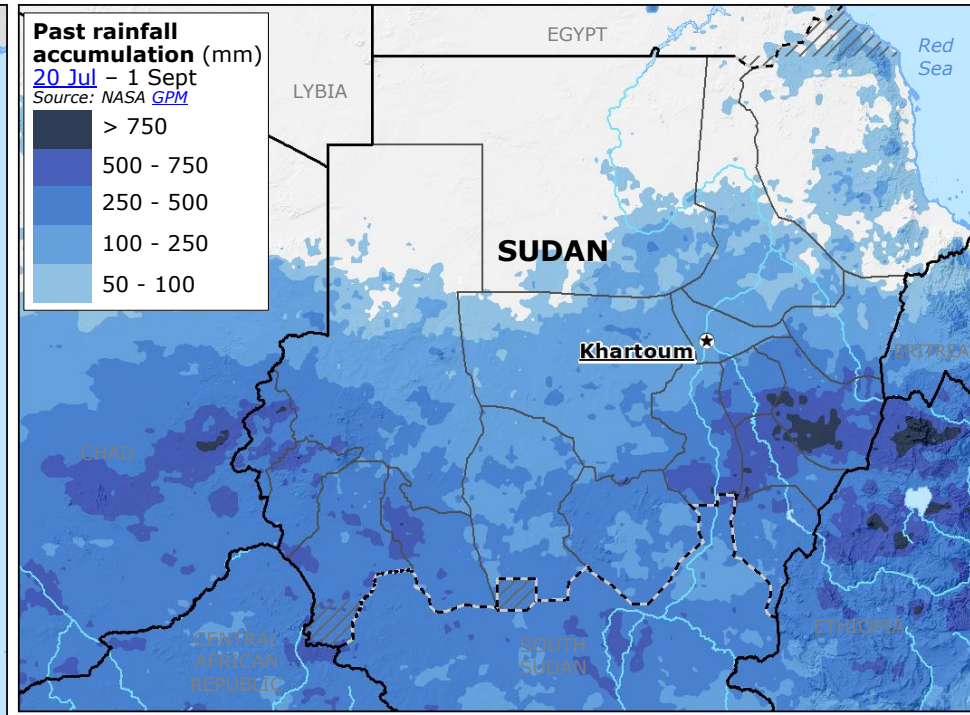 Past rainfall
accumulation (mm)
20 Jul – 1 Sept
Source: NASA GPM
> 750
500 - 750
250 - 500
100 - 250
50 - 100
EGYPT
Red
Sea
LYBIA
SUDAN
Khartoum
ERITREA
CHAD
ETHIOPIA
CENTRAL
AFRICAN
REPUBLIC
SOUTH
SUDAN